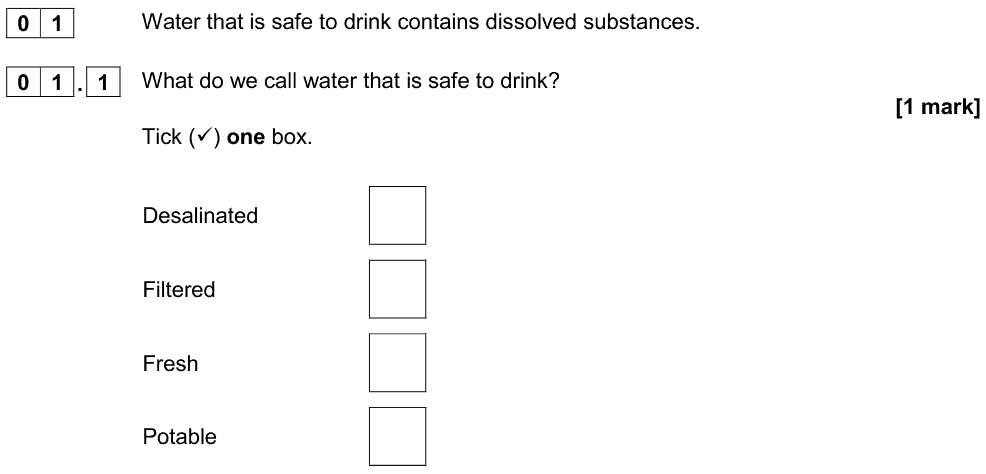 0 1 Water that is safe to drink contains dissolved substances.
0 1 . 1 What do we call water that is safe to drink?
[1 mark]
Tick (✓) one box.
Desalinated
Filtered
Fresh
Potable